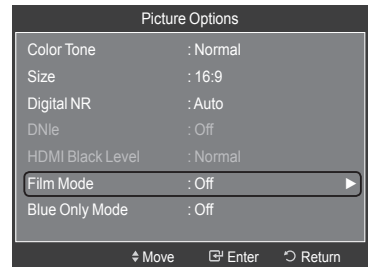 Picture Options
Color Tone : Normal
Size : 16:9
Digital NR : Auto
DNIe : Off
HDMI Black Level : Normal
Film Mode : Off
Blue Only Mode : Off
Move Enter Return